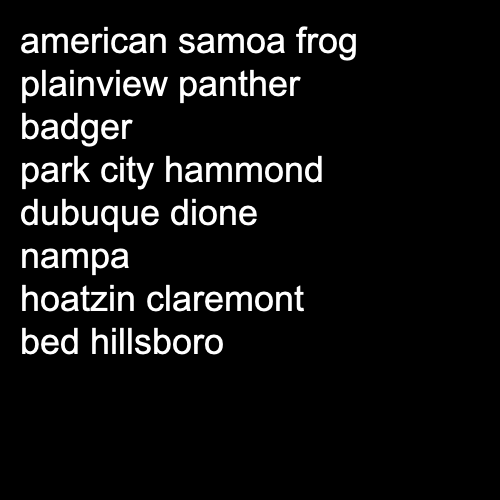 american samoa frog
plainview panther
badger
park city hammond
dubuque dione
nampa
hoatzin claremont
bed hillsboro